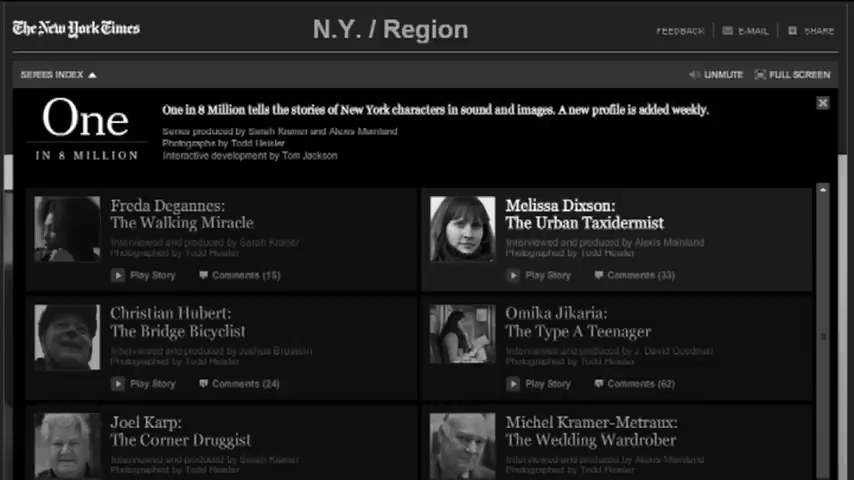 The New York Times
N.Y. / Region
FEEDBACK
E-MAIL
SHARE
SERIES INDEX
UNMUTE
FULL SCREEN
One
IN 8 MILLION
One in 8 Million tells the stories of New York characters in sound and images. A new profile is added weekly.
Series produced by Sarah Kramer and Alexis Mainland
Photographs by Todd Heisler
Interactive development by Tom Jackson
Freda Degannes:
The Walking Miracle
Interviewed and produced by Sarah Kramer
Photographed by Todd Heisler
Play Story
Comments (15)
Melissa Dixson:
The Urban Taxidermist
Interviewed and produced by Alexis Mainland
Photographed by Todd Heisler
Play Story
Comments (33)
Christian Hubert:
The Bridge Bicyclist
Interviewed and produced by Joshua Brustein
Photographed by Todd Heisler
Play Story
Comments (24)
Omika Jikaria:
The Type A Teenager
Interviewed and produced by J. David Goodman
Photographed by Todd Heisler
Play Story
Comments (62)
Joel Karp:
The Corner Druggist
Interviewed and produced by Sarah Kramer
Photographed by Todd Heisler
Michel Kramer-Metraux:
The Wedding Wardrober
Interviewed and produced by Alexis Mainland
Photographed by Todd Heisler